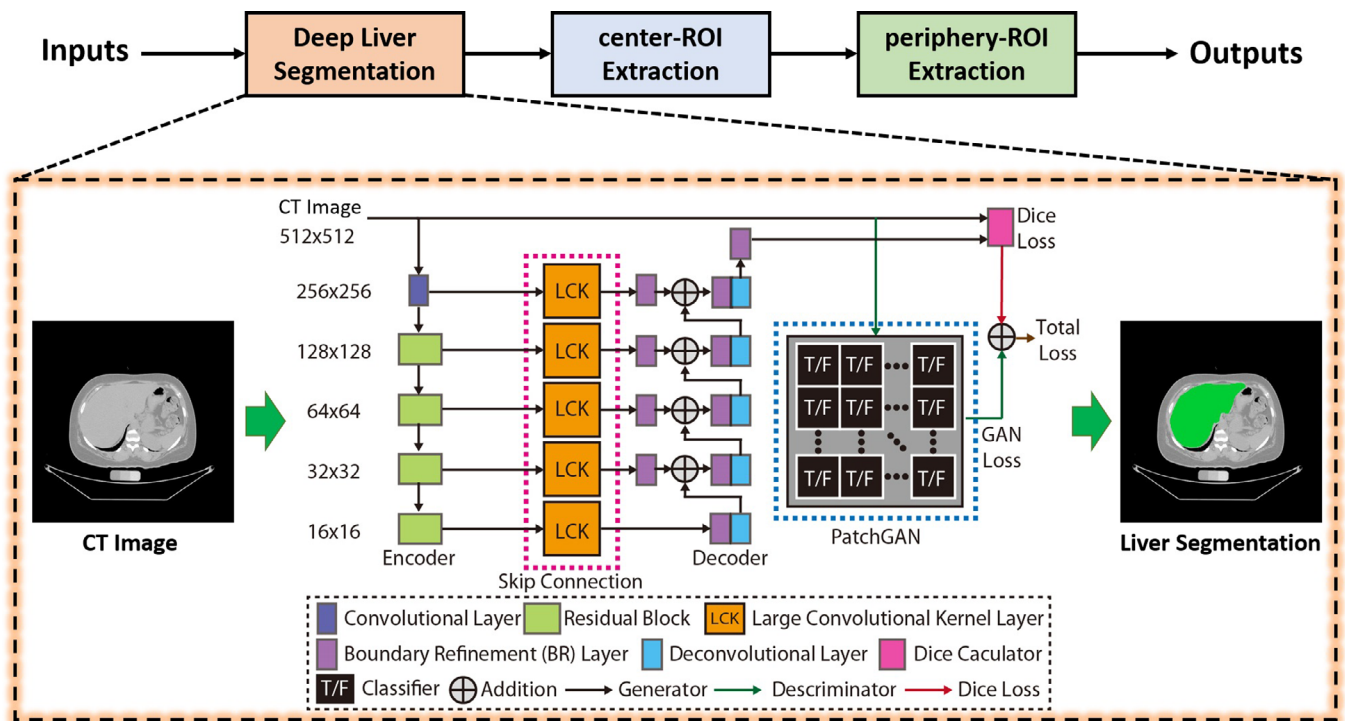 Inputs
Deep Liver
Segmentation
center-ROI
Extraction
periphery-ROI
Extraction
Outputs
CT Image
512x512
Dice
Loss
256x256
LCK
128x128
LCK
64x64
LCK
32x32
LCK
16x16
LCK
Encoder
Skip Connection
Decoder
T/F T/F T/F
T/F T/F T/F
T/F T/F T/F
PatchGAN
GAN
Loss
Total
Loss
CT Image
Liver Segmentation
Convolutional Layer
Residual Block
LCK Large Convolutional Kernel Layer
Boundary Refinement (BR) Layer
Deconvolutional Layer
Dice Caculator
T/F Classifier
Addition
Generator
Descriminator
Dice Loss